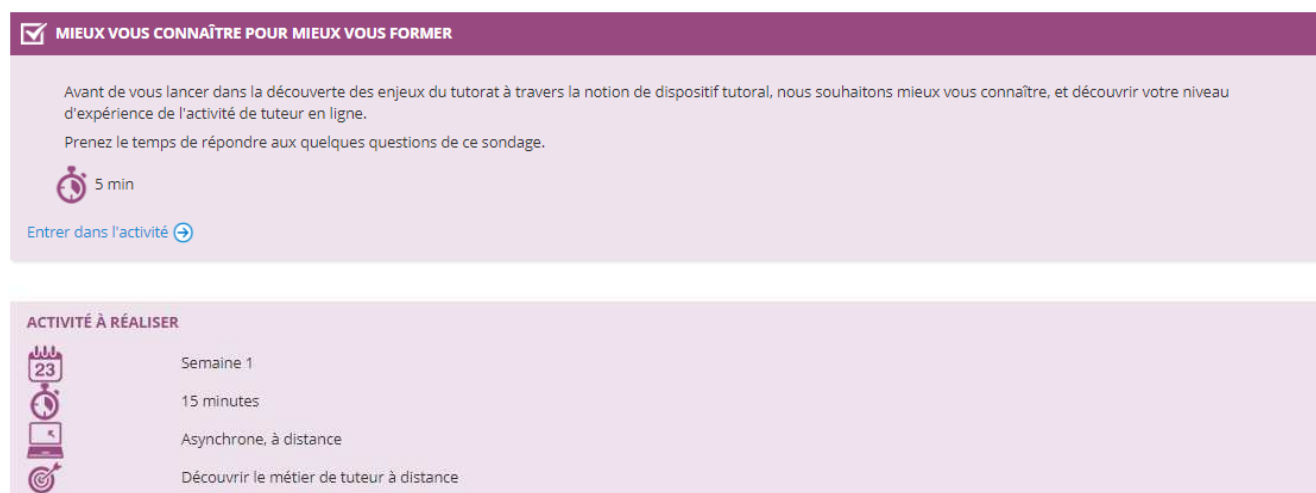 MIEUX VOUS CONNAÎTRE POUR MIEUX VOUS FORMER
Avant de vous lancer dans la découverte des enjeux du tutorat à travers la notion de dispositif tutoral, nous souhaitons mieux vous connaître, et découvrir votre niveau
d'expérience de l'activité de tuteur en ligne.
Prenez le temps de répondre aux quelques questions de ce sondage.
5 min
Entrer dans l'activité
ACTIVITÉ À RÉALISER
23
Semaine 1
15 minutes
Asynchrone, à distance
Découvrir le métier de tuteur à distance